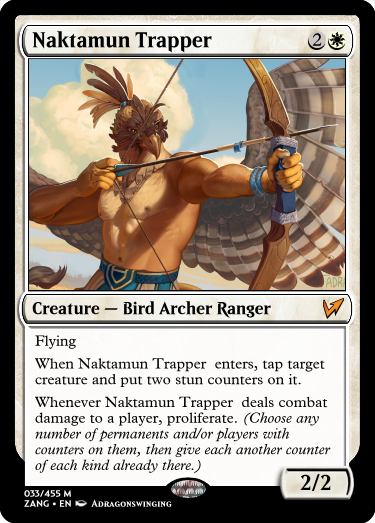 Naktamun Trapper
2
ADR
Creature — Bird Archer Ranger
Flying
When Naktamun Trapper enters, tap target
creature and put two stun counters on it.
Whenever Naktamun Trapper deals combat
damage to a player, proliferate. (Choose any
number of permanents and/or players with
counters on them, then give each another counter
of each kind already there.)
2/2
033/455 M
ZANG • EN ADRAGONSWINGING